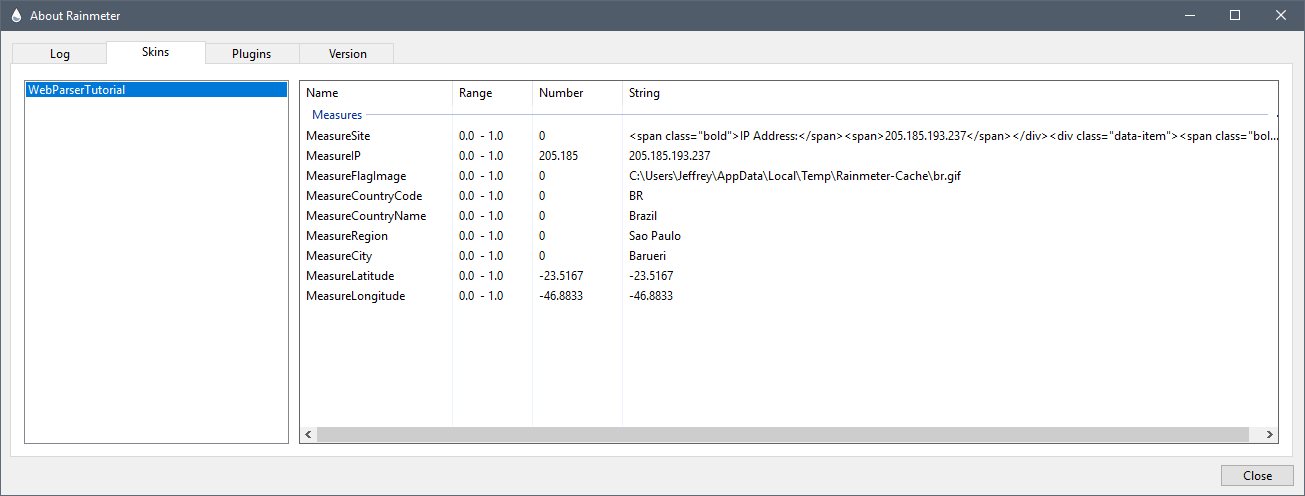 About Rainmeter
Log Skins Plugins Version
WebParserTutorial
Name Range Number String
Measures
MeasureSite 0.0 - 1.0 0 <span class="bold">IP Address:</span><span>205.185.193.237</span></div><div class="data-item"><span class="bol...
MeasureIP 0.0 - 1.0 205.185 205.185.193.237
MeasureFlagImage 0.0 - 1.0 0 C:\Users\Jeffrey\AppData\Local\Temp\Rainmeter-Cache\br.gif
MeasureCountryCode 0.0 - 1.0 0 BR
MeasureCountryName 0.0 - 1.0 0 Brazil
MeasureRegion 0.0 - 1.0 0 Sao Paulo
MeasureCity 0.0 - 1.0 0 Barueri
MeasureLatitude 0.0 - 1.0 -23.5167 -23.5167
MeasureLongitude 0.0 - 1.0 -46.8833 -46.8833
Close